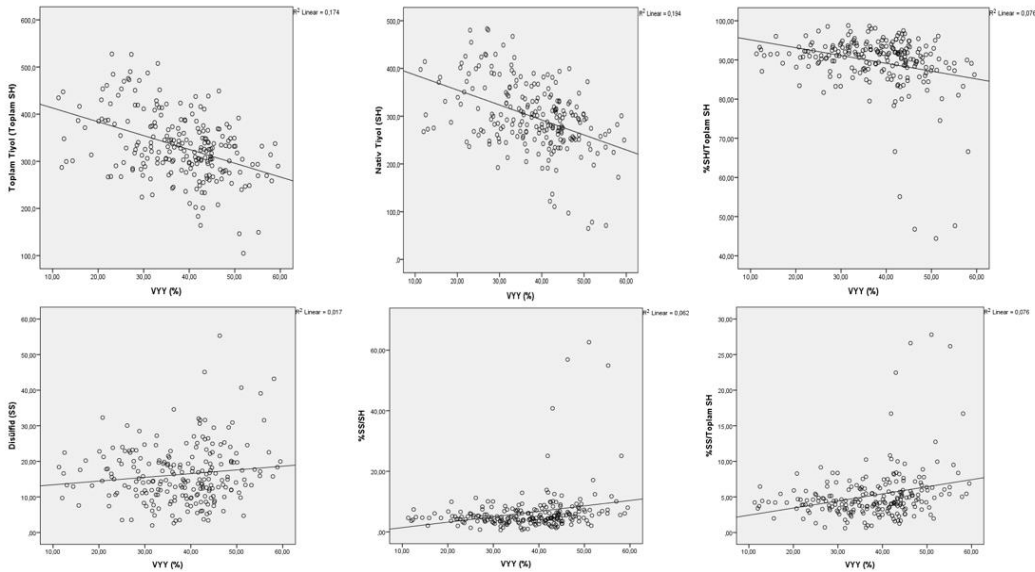 R2 Linear = 0,174
Toplam Tiyol (Toplam SH)
600,0
500,0
400,0
300,0
200,0
100,0
10,00 20,00 30,00 40,00 50,00 60,00
VYY (%)
R2 Linear = 0,194
Nativ Tiyol (SH)
500,0
400,0
300,0
200,0
100,0
,0
10,00 20,00 30,00 40,00 50,00 60,00
VYY (%)
R2 Linear = 0,076
%SH/Toplam SH
100,00
90,00
80,00
70,00
60,00
50,00
40,00
10,00 20,00 30,00 40,00 50,00 60,00
VYY (%)
R2 Linear = 0,017
Disülfid (SS)
60,00
50,00
40,00
30,00
20,00
10,00
,00
10,00 20,00 30,00 40,00 50,00 60,00
VYY (%)
R2 Linear = 0,062
%SS/SH
60,00
40,00
20,00
,00
10,00 20,00 30,00 40,00 50,00 60,00
VYY (%)
R2 Linear = 0,076
%SS/Toplam SH
30,00
25,00
20,00
15,00
10,00
5,00
,00
10,00 20,00 30,00 40,00 50,00 60,00
VYY (%)